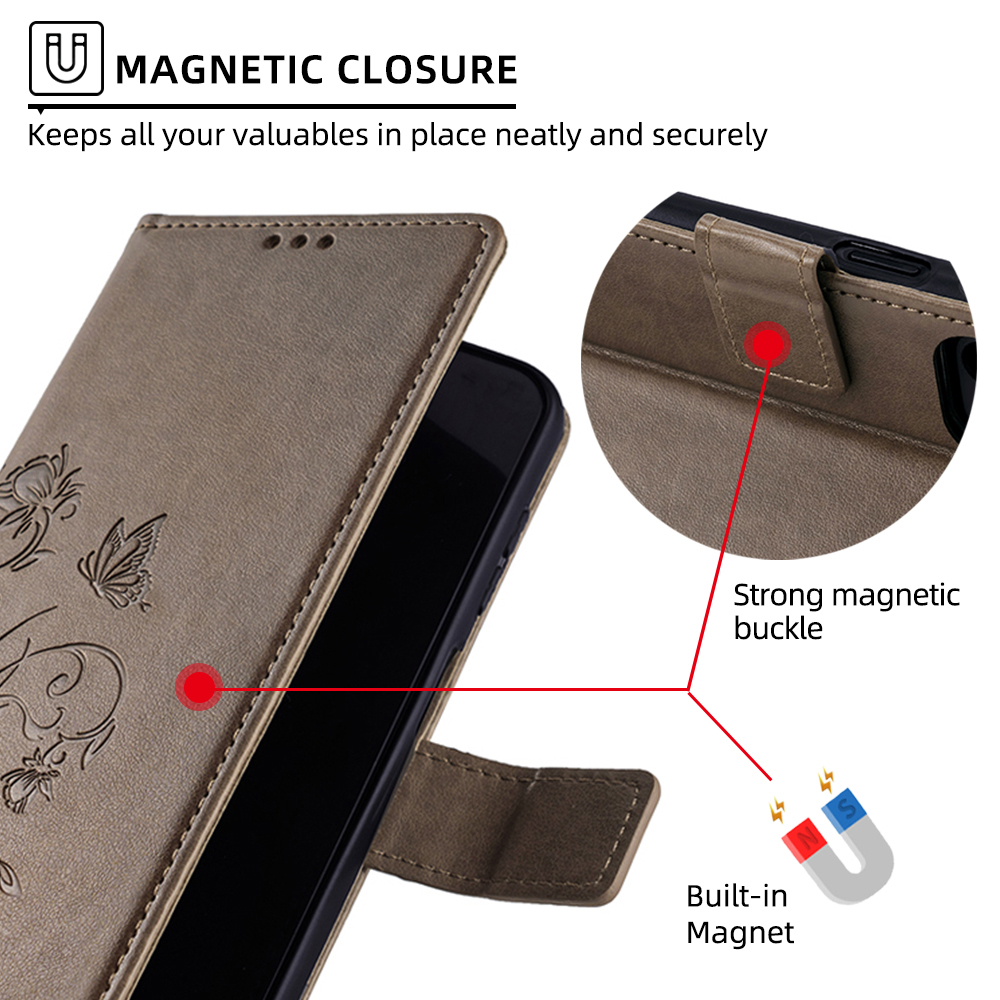 MAGNETIC CLOSURE
Keeps all your valuables in place neatly and securely
Strong magnetic
buckle
N
S
Built-in
Magnet